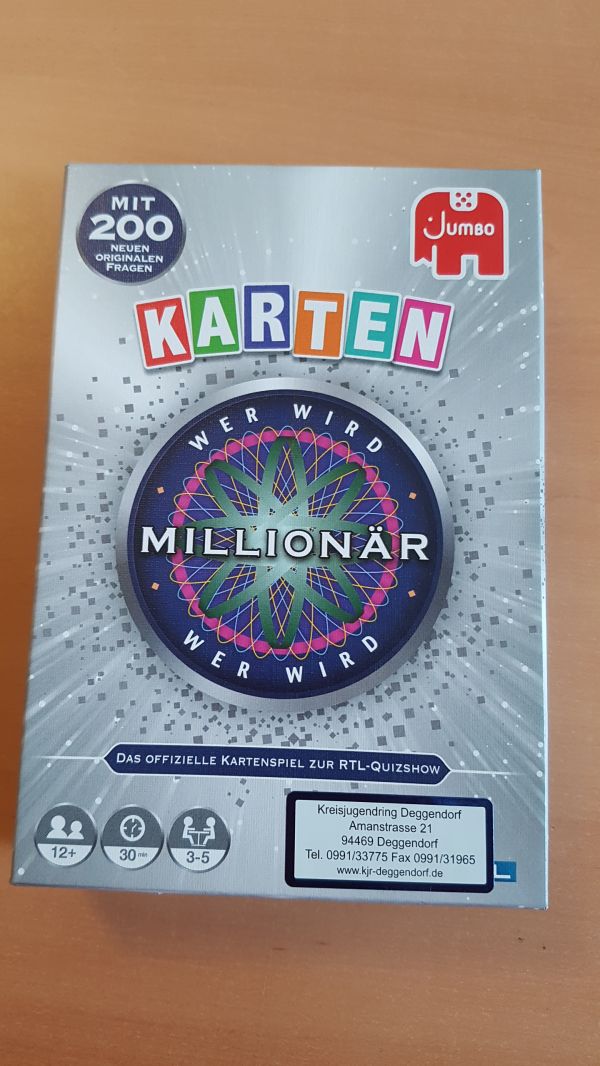 MIT
200
NEUEN
ORIGINALEN
FRAGEN
JUMBO
KARTEN
WER WIRD
MILLIONÄR
WER WIRD
DAS OFFIZIELLE KARTENSPIEL ZUR RTL-QUIZSHOW
12+
30 min
3-5
Kreisjugendring Deggendorf
Amanstrasse 21
94469 Deggendorf
Tel. 0991/33775 Fax 0991/31965
www.kjr-deggendorf.de
L